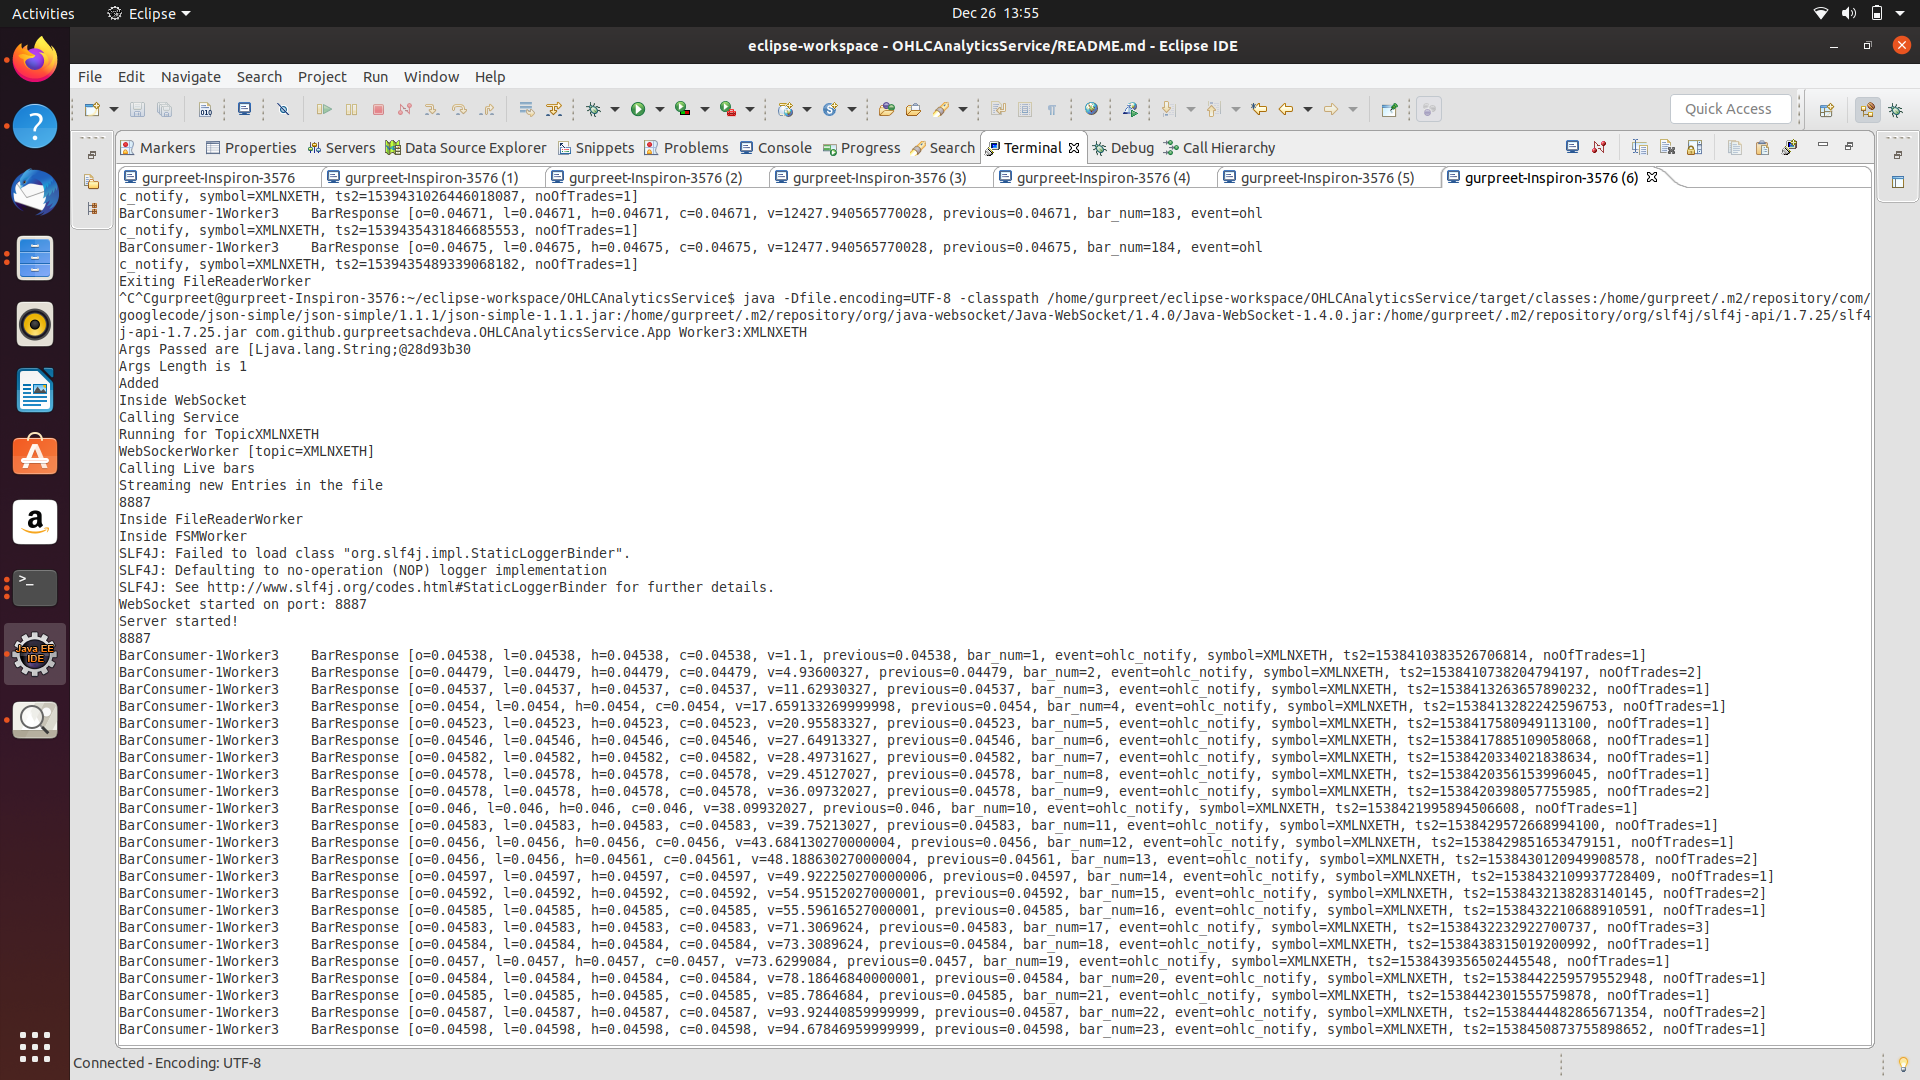 Activities
Eclipse
Dec 26 13:55
eclipse-workspace - OHLCAnalyticsService/README.md - Eclipse IDE
File Edit Navigate Search Project Run Window Help
Quick Access
Markers Properties Servers Data Source Explorer Snippets Problems Console Progress Search Terminal Debug Call Hierarchy
gurpreet-Inspiron-3576 gurpreet-Inspiron-3576 (1) gurpreet-Inspiron-3576 (2) gurpreet-Inspiron-3576 (3) gurpreet-Inspiron-3576 (4) gurpreet-Inspiron-3576 (5) gurpreet-Inspiron-3576 (6)
c_notify, symbol=XMLNXETH, ts2=1539431026446018087, noOfTrades=1]
BarConsumer-1Worker3 BarResponse [o=0.04671, l=0.04671, h=0.04671, c=0.04671, v=12427.940565770028, previous=0.04671, bar_num=183, event=ohl
c_notify, symbol=XMLNXETH, ts2=1539435431846685553, noOfTrades=1]
BarConsumer-1Worker3 BarResponse [o=0.04675, l=0.04675, h=0.04675, c=0.04675, v=12477.940565770028, previous=0.04675, bar_num=184, event=ohl
c_notify, symbol=XMLNXETH, ts2=1539435489339068182, noOfTrades=1]
Exiting FileReaderWorker
^C^Cgurpreet@gurpreet-Inspiron-3576:~/eclipse-workspace/OHLCAnalyticsService$ java -Dfile.encoding=UTF-8 -classpath /home/gurpreet/eclipse-workspace/OHLCAnalyticsService/target/classes:/home/gurpreet/.m2/repository/com/
googlecode/json-simple/json-simple/1.1.1/json-simple-1.1.1.jar:/home/gurpreet/.m2/repository/org/java-websocket/Java-WebSocket/1.4.0/Java-WebSocket-1.4.0.jar:/home/gurpreet/.m2/repository/org/slf4j/slf4j-api/1.7.25/slf4
j-api-1.7.25.jar com.github.gurpreetsachdeva.OHLCAnalyticsService.App Worker3:XMLNXETH
Args Passed are [Ljava.lang.String;@28d93b30
Args Length is 1
Added
Inside WebSocket
Calling Service
Running for TopicXMLNXETH
WebSockerWorker [topic=XMLNXETH]
Calling Live bars
Streaming new Entries in the file
8887
Inside FileReaderWorker
Inside FSMWorker
SLF4J: Failed to load class "org.slf4j.impl.StaticLoggerBinder".
SLF4J: Defaulting to no-operation (NOP) logger implementation
SLF4J: See http://www.slf4j.org/codes.html#StaticLoggerBinder for further details.
WebSocket started on port: 8887
Server started!
8887
BarConsumer-1Worker3 BarResponse [o=0.04538, l=0.04538, h=0.04538, c=0.04538, v=1.1, previous=0.04538, bar_num=1, event=ohlc_notify, symbol=XMLNXETH, ts2=1538410383526706814, noOfTrades=1]
BarConsumer-1Worker3 BarResponse [o=0.04479, l=0.04479, h=0.04479, c=0.04479, v=4.93600327, previous=0.04479, bar_num=2, event=ohlc_notify, symbol=XMLNXETH, ts2=1538410738204794197, noOfTrades=2]
BarConsumer-1Worker3 BarResponse [o=0.04537, l=0.04537, h=0.04537, c=0.04537, v=11.62930327, previous=0.04537, bar_num=3, event=ohlc_notify, symbol=XMLNXETH, ts2=1538413263657890232, noOfTrades=1]
BarConsumer-1Worker3 BarResponse [o=0.0454, l=0.0454, h=0.0454, c=0.0454, v=17.659133269999998, previous=0.0454, bar_num=4, event=ohlc_notify, symbol=XMLNXETH, ts2=1538413282242596753, noOfTrades=1]
BarConsumer-1Worker3 BarResponse [o=0.04523, l=0.04523, h=0.04523, c=0.04523, v=20.95583327, previous=0.04523, bar_num=5, event=ohlc_notify, symbol=XMLNXETH, ts2=1538417580949113100, noOfTrades=1]
BarConsumer-1Worker3 BarResponse [o=0.04546, l=0.04546, h=0.04546, c=0.04546, v=27.64913327, previous=0.04546, bar_num=6, event=ohlc_notify, symbol=XMLNXETH, ts2=1538417885109058068, noOfTrades=1]
BarConsumer-1Worker3 BarResponse [o=0.04582, l=0.04582, h=0.04582, c=0.04582, v=28.49731627, previous=0.04582, bar_num=7, event=ohlc_notify, symbol=XMLNXETH, ts2=1538420334021838634, noOfTrades=1]
BarConsumer-1Worker3 BarResponse [o=0.04578, l=0.04578, h=0.04578, c=0.04578, v=29.45127027, previous=0.04578, bar_num=8, event=ohlc_notify, symbol=XMLNXETH, ts2=1538420356153996045, noOfTrades=1]
BarConsumer-1Worker3 BarResponse [o=0.04578, l=0.04578, h=0.04578, c=0.04578, v=36.09732027, previous=0.04578, bar_num=9, event=ohlc_notify, symbol=XMLNXETH, ts2=1538420398057755985, noOfTrades=2]
BarConsumer-1Worker3 BarResponse [o=0.046, l=0.046, h=0.046, c=0.046, v=38.09932027, previous=0.046, bar_num=10, event=ohlc_notify, symbol=XMLNXETH, ts2=1538421995894506608, noOfTrades=1]
BarConsumer-1Worker3 BarResponse [o=0.04583, l=0.04583, h=0.04583, c=0.04583, v=39.75213027, previous=0.04583, bar_num=11, event=ohlc_notify, symbol=XMLNXETH, ts2=1538429572668994100, noOfTrades=1]
BarConsumer-1Worker3 BarResponse [o=0.0456, l=0.0456, h=0.0456, c=0.0456, v=43.684130270000004, previous=0.0456, bar_num=12, event=ohlc_notify, symbol=XMLNXETH, ts2=1538429851653479151, noOfTrades=1]
BarConsumer-1Worker3 BarResponse [o=0.0456, l=0.0456, h=0.04561, c=0.04561, v=48.188630270000004, previous=0.04561, bar_num=13, event=ohlc_notify, symbol=XMLNXETH, ts2=1538430120949908578, noOfTrades=2]
BarConsumer-1Worker3 BarResponse [o=0.04597, l=0.04597, h=0.04597, c=0.04597, v=49.922250270000006, previous=0.04597, bar_num=14, event=ohlc_notify, symbol=XMLNXETH, ts2=1538432109937728409, noOfTrades=1]
BarConsumer-1Worker3 BarResponse [o=0.04592, l=0.04592, h=0.04592, c=0.04592, v=54.951520270000001, previous=0.04592, bar_num=15, event=ohlc_notify, symbol=XMLNXETH, ts2=1538432138283140145, noOfTrades=2]
BarConsumer-1Worker3 BarResponse [o=0.04585, l=0.04585, h=0.04585, c=0.04585, v=55.59616527000001, previous=0.04585, bar_num=16, event=ohlc_notify, symbol=XMLNXETH, ts2=1538432210688910591, noOfTrades=1]
BarConsumer-1Worker3 BarResponse [o=0.04583, l=0.04583, h=0.04583, c=0.04583, v=71.3069624, previous=0.04583, bar_num=17, event=ohlc_notify, symbol=XMLNXETH, ts2=1538432232922700737, noOfTrades=3]
BarConsumer-1Worker3 BarResponse [o=0.04584, l=0.04584, h=0.04584, c=0.04584, v=73.3089624, previous=0.04584, bar_num=18, event=ohlc_notify, symbol=XMLNXETH, ts2=1538438315019200992, noOfTrades=1]
BarConsumer-1Worker3 BarResponse [o=0.0457, l=0.0457, h=0.0457, c=0.0457, v=73.6299084, previous=0.0457, bar_num=19, event=ohlc_notify, symbol=XMLNXETH, ts2=1538439356502445548, noOfTrades=1]
BarConsumer-1Worker3 BarResponse [o=0.04584, l=0.04584, h=0.04584, c=0.04584, v=78.18646840000001, previous=0.04584, bar_num=20, event=ohlc_notify, symbol=XMLNXETH, ts2=1538442259579552948, noOfTrades=1]
BarConsumer-1Worker3 BarResponse [o=0.04585, l=0.04585, h=0.04585, c=0.04585, v=85.7864684, previous=0.04585, bar_num=21, event=ohlc_notify, symbol=XMLNXETH, ts2=1538442301555759878, noOfTrades=1]
BarConsumer-1Worker3 BarResponse [o=0.04587, l=0.04587, h=0.04587, c=0.04587, v=93.92440859999999, previous=0.04587, bar_num=22, event=ohlc_notify, symbol=XMLNXETH, ts2=1538444482865671354, noOfTrades=2]
BarConsumer-1Worker3 BarResponse [o=0.04598, l=0.04598, h=0.04598, c=0.04598, v=94.67846959999999, previous=0.04598, bar_num=23, event=ohlc_notify, symbol=XMLNXETH, ts2=1538450873755898652, noOfTrades=1]
Connected - Encoding: UTF-8
Java EE
IDE